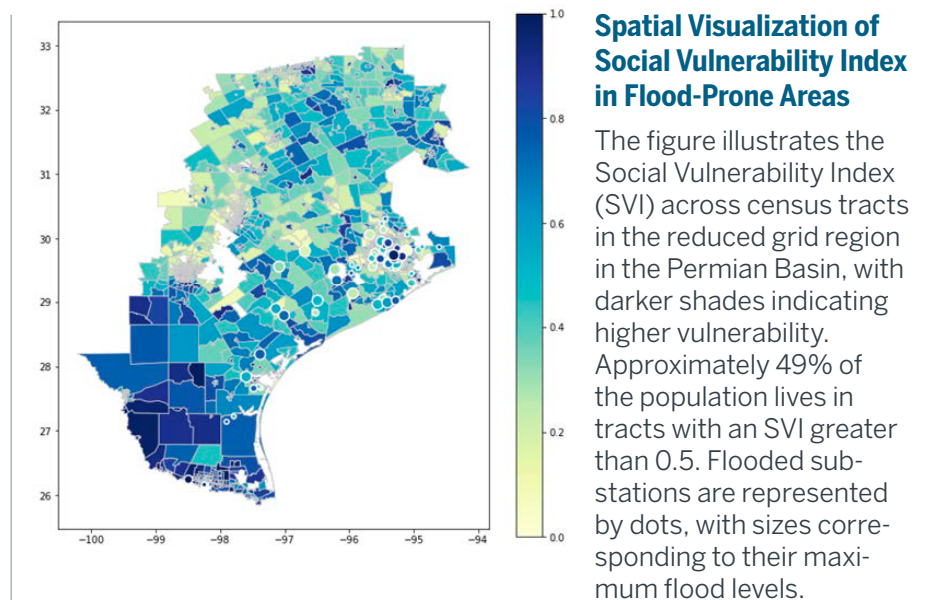 33
32
31
30
29
28
27
26
−100
−99
−98
−97
−96
−95
−94
1.0
0.8
0.6
0.4
0.2
0.0
Spatial Visualization of
Social Vulnerability Index
in Flood-Prone Areas
The figure illustrates the
Social Vulnerability Index
(SVI) across census tracts
in the reduced grid region
in the Permian Basin, with
darker shades indicating
higher vulnerability.
Approximately 49% of
the population lives in
tracts with an SVI greater
than 0.5. Flooded sub-
stations are represented
by dots, with sizes corre-
sponding to their maxi-
mum flood levels.